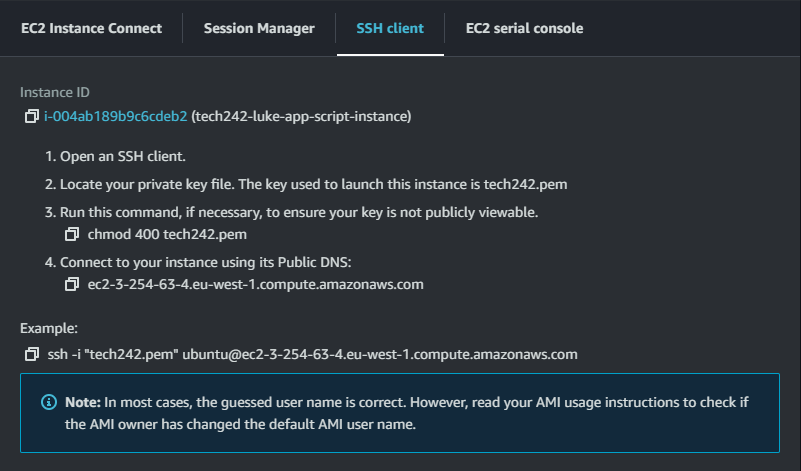 EC2 Instance Connect Session Manager SSH client EC2 serial console
Instance ID
i-004ab189b9c6cdeb2 (tech242-luke-app-script-instance)
1. Open an SSH client.
2. Locate your private key file. The key used to launch this instance is tech242.pem
3. Run this command, if necessary, to ensure your key is not publicly viewable.
chmod 400 tech242.pem
4. Connect to your instance using its Public DNS:
ec2-3-254-63-4.eu-west-1.compute.amazonaws.com
Example:
ssh -i "tech242.pem" ubuntu@ec2-3-254-63-4.eu-west-1.compute.amazonaws.com
Note: In most cases, the guessed user name is correct. However, read your AMI usage instructions to check if
the AMI owner has changed the default AMI user name.